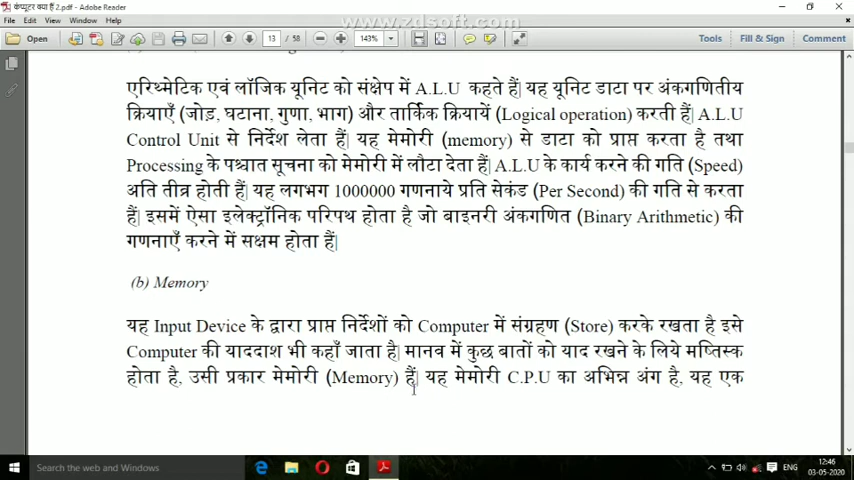 कंप्यूटर क्या हैं 2.pdf - Adobe Reader
www.zdsoft.com
File Edit View Window Help
Open 13 / 58 143% Tools Fill & Sign Comment
एरिथ्मेटिक एवं लॉजिक यूनिट को संक्षेप में A.L.U कहते हैं| यह यूनिट डाटा पर अंकगणितीय
क्रियाएँ (जोड़, घटाना, गुणा, भाग) और तार्किक क्रियायें (Logical operation) करती हैं| A.L.U
Control Unit से निर्देश लेता हैं| यह मेमोरी (memory) से डाटा को प्राप्त करता है तथा
Processing के पश्चात सूचना को मेमोरी में लौटा देता हैं| A.L.U के कार्य करने की गति (Speed)
अति तीव्र होती हैं| यह लगभग 1000000 गणनाये प्रति सेकंड (Per Second) की गति से करता
हैं| इसमें ऐसा इलेक्ट्रॉनिक परिपथ होता है जो बाइनरी अंकगणित (Binary Arithmetic) की
गणनाएँ करने में सक्षम होता हैं|
(b) Memory
यह Input Device के द्वारा प्राप्त निर्देशों को Computer में संग्रहण (Store) करके रखता है इसे
Computer की याददाश भी कहाँ जाता है| मानव में कुछ बातों को याद रखने के लिये मष्तिस्क
होता है, उसी प्रकार मेमोरी (Memory) हैं| यह मेमोरी C.P.U का अभिन्न अंग है, यह एक
Search the web and Windows
ENG
12:46
03-05-2020